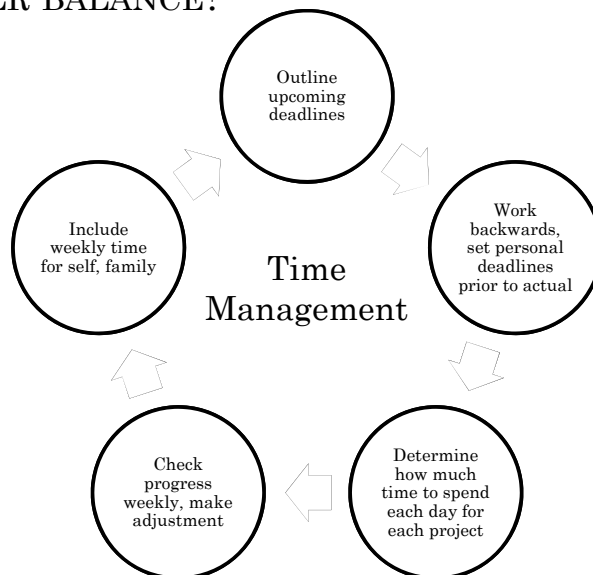 BALANCE?
Outline
upcoming
deadlines
Work
backwards,
set personal
deadlines
prior to actual
Determine
how much
time to spend
each day for
each project
Check
progress
weekly, make
adjustment
Include
weekly time
for self, family
Time
Management